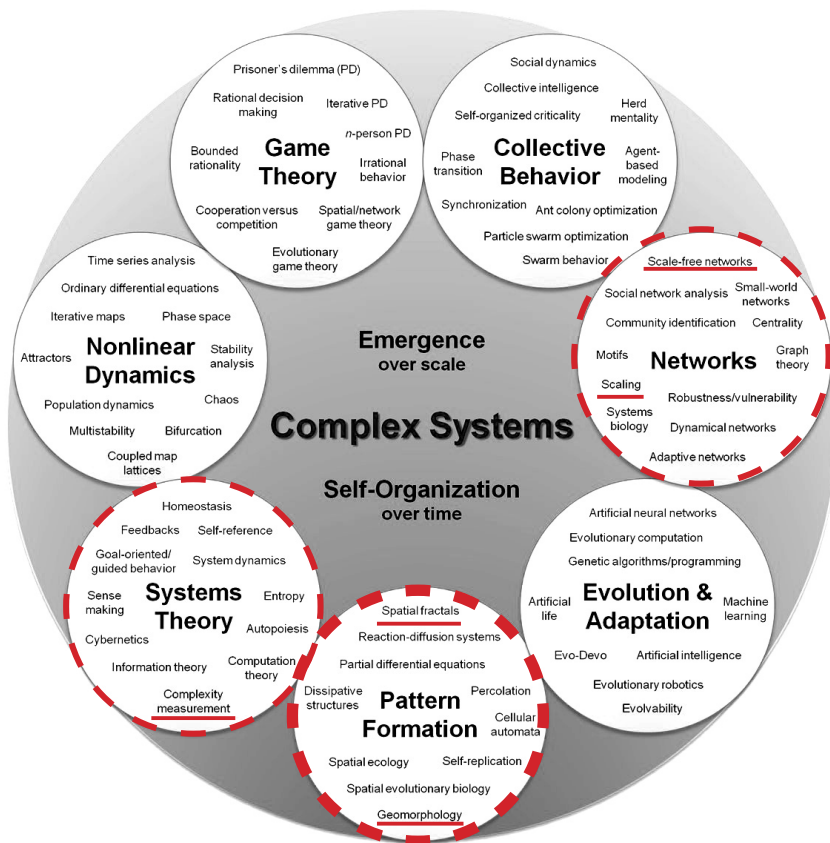 Prisoner's dilemma (PD)
Rational decision
making
Iterative PD
n-person PD
Bounded
rationality
Game
Theory
Irrational
behavior
Cooperation versus
competition
Spatial/network
game theory
Evolutionary
game theory
Social dynamics
Collective intelligence
Self-organized criticality
Herd
mentality
Phase
transition
Collective
Behavior
Agent-
based
modeling
Synchronization
Ant colony optimization
Particle swarm optimization
Swarm behavior
Time series analysis
Ordinary differential equations
Iterative maps
Phase space
Attractors
Nonlinear
Dynamics
Stability
analysis
Population dynamics
Chaos
Multistability
Bifurcation
Coupled map
lattices
Emergence
over scale
Complex Systems
Self-Organization
over time
Scale-free networks
Social network analysis
Small-world
networks
Community identification
Centrality
Motifs
Networks
Graph
theory
Scaling
Robustness/vulnerability
Systems
biology
Dynamical networks
Adaptive networks
Homeostasis
Feedbacks
Self-reference
Goal-oriented/
guided behavior
System dynamics
Sense
making
Systems
Theory
Entropy
Cybernetics
Autopoiesis
Information theory
Computation
theory
Complexity
measurement
Spatial fractals
Reaction-diffusion systems
Partial differential equations
Dissipative
structures
Pattern
Formation
Percolation
Cellular
automata
Spatial ecology
Self-replication
Spatial evolutionary biology
Geomorphology
Artificial neural networks
Evolutionary computation
Genetic algorithms/programming
Artificial
life
Evolution &
Adaptation
Machine
learning
Evo-Devo
Artificial intelligence
Evolutionary robotics
Evolvability